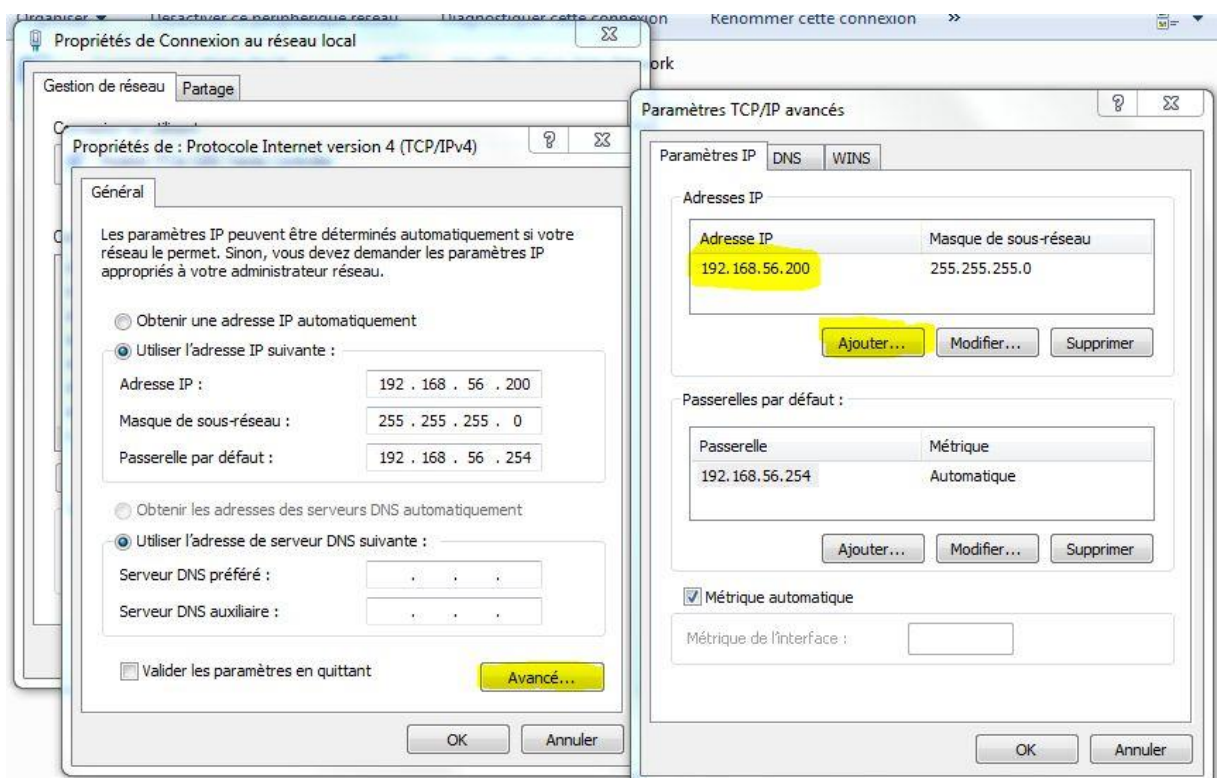 Organiser Désactiver ce périphérique réseau Diagnostiquer cette connexion Renommer cette connexion »
Propriétés de Connexion au réseau local
ork
Gestion de réseau Partage
Propriétés de : Protocole Internet version 4 (TCP/IPv4)
Général
Les paramètres IP peuvent être déterminés automatiquement si votre
réseau le permet. Sinon, vous devez demander les paramètres IP
appropriés à votre administrateur réseau.
Obtenir une adresse IP automatiquement
Utiliser l'adresse IP suivante :
Adresse IP : 192 . 168 . 56 . 200
Masque de sous-réseau : 255 . 255 . 255 . 0
Passerelle par défaut : 192 . 168 . 56 . 254
Obtenir les adresses des serveurs DNS automatiquement
Utiliser l'adresse de serveur DNS suivante :
Serveur DNS préféré : . . .
Serveur DNS auxiliaire : . . .
Valider les paramètres en quittant
Avancé...
OK Annuler
Paramètres TCP/IP avancés
Paramètres IP DNS WINS
Adresses IP
Adresse IP Masque de sous-réseau
192.168.56.200 255.255.255.0
Ajouter... Modifier... Supprimer
Passerelles par défaut :
Passerelle Métrique
192.168.56.254 Automatique
Ajouter... Modifier... Supprimer
Métrique automatique
Métrique de l'interface :
OK Annuler